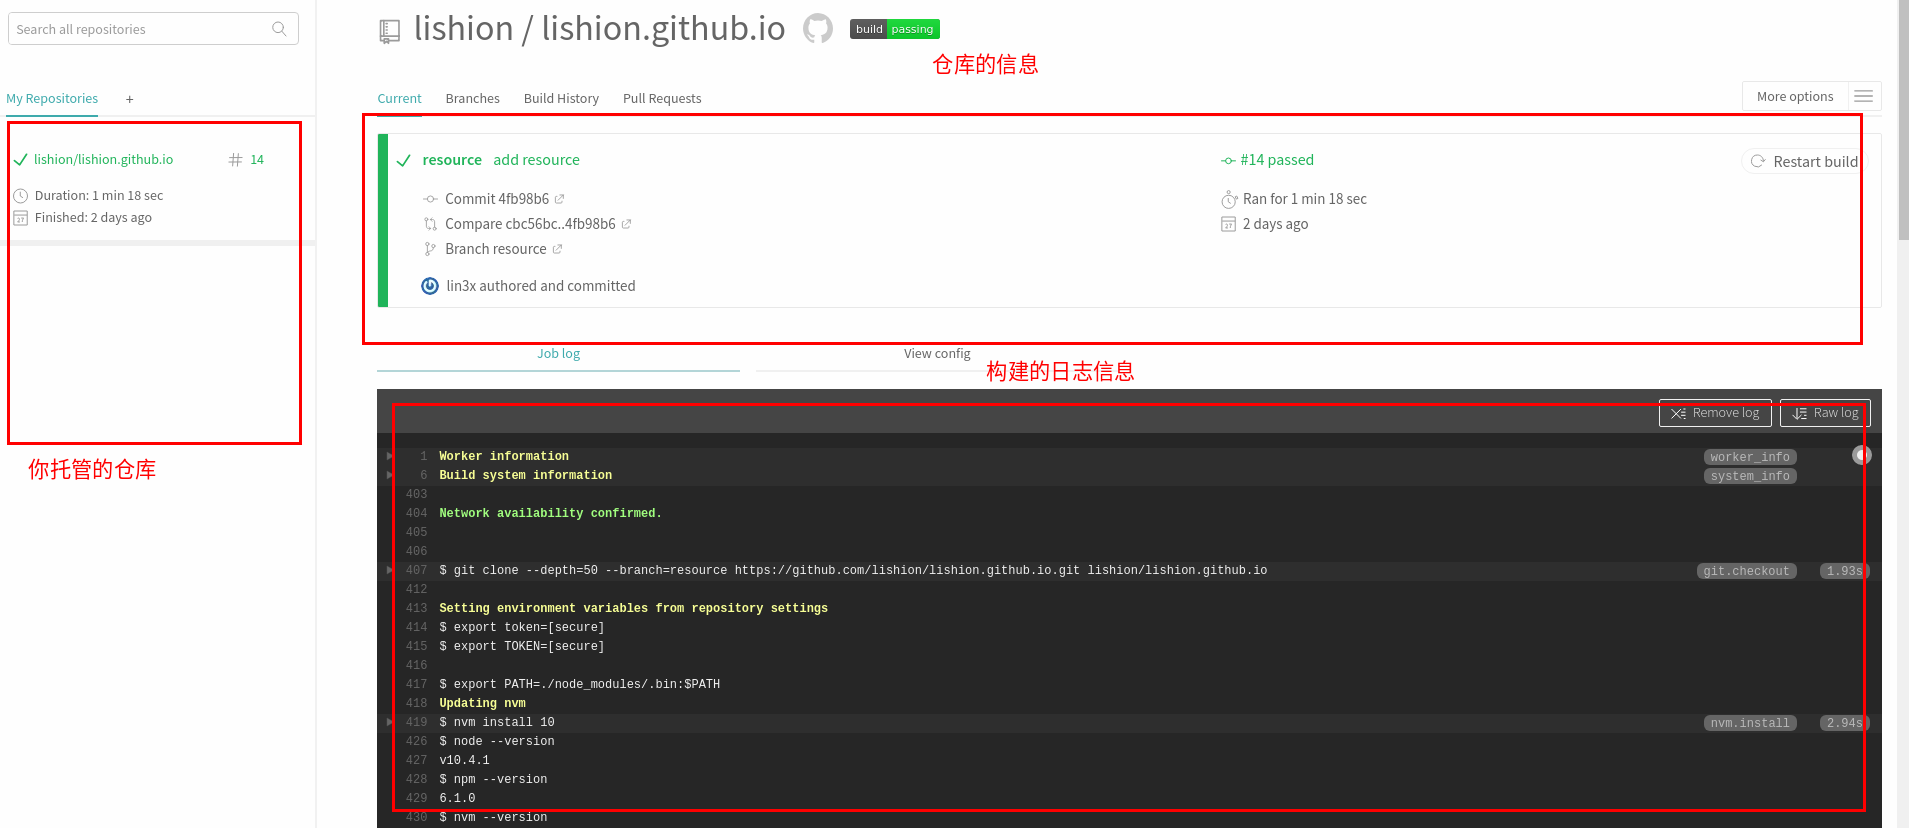 Search all repositories
My Repositories +
lishion/lishion.github.io # 14
Duration: 1 min 18 sec
Finished: 2 days ago
你托管的仓库
lishion / lishion.github.io build passing
仓库的信息
Current Branches Build History Pull Requests More options
resource add resource #14 passed Restart build
Commit 4fb98b6 Ran for 1 min 18 sec
Compare cbc56bc..4fb98b6 2 days ago
Branch resource
lin3x authored and committed
Job log View config
构建的日志信息
Remove log Raw log
1 Worker information worker_info
6 Build system information system_info
403
404 Network availability confirmed.
405
406
407 $ git clone --depth=50 --branch=resource https://github.com/lishion/lishion.github.io.git lishion/lishion.github.io git.checkout 1.93s
412
413 Setting environment variables from repository settings
414 $ export token=[secure]
415 $ export TOKEN=[secure]
416
417 $ export PATH=./node_modules/.bin:$PATH
418 Updating nvm
419 $ nvm install 10 nvm.install 2.94s
426 $ node --version
427 v10.4.1
428 $ npm --version
429 6.1.0
430 $ nvm --version